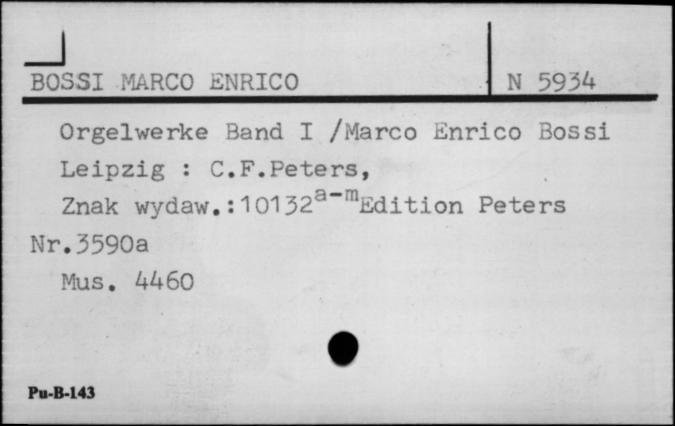 BOSSI MARCO ENRICO N 5934
Orgelwerke Band I /Marco Enrico Bossi
Leipzig : C.F.Peters,
Znak wydaw.:10132a-mEdition Peters
Nr.3590a
Mus. 4460
Pu-B-143